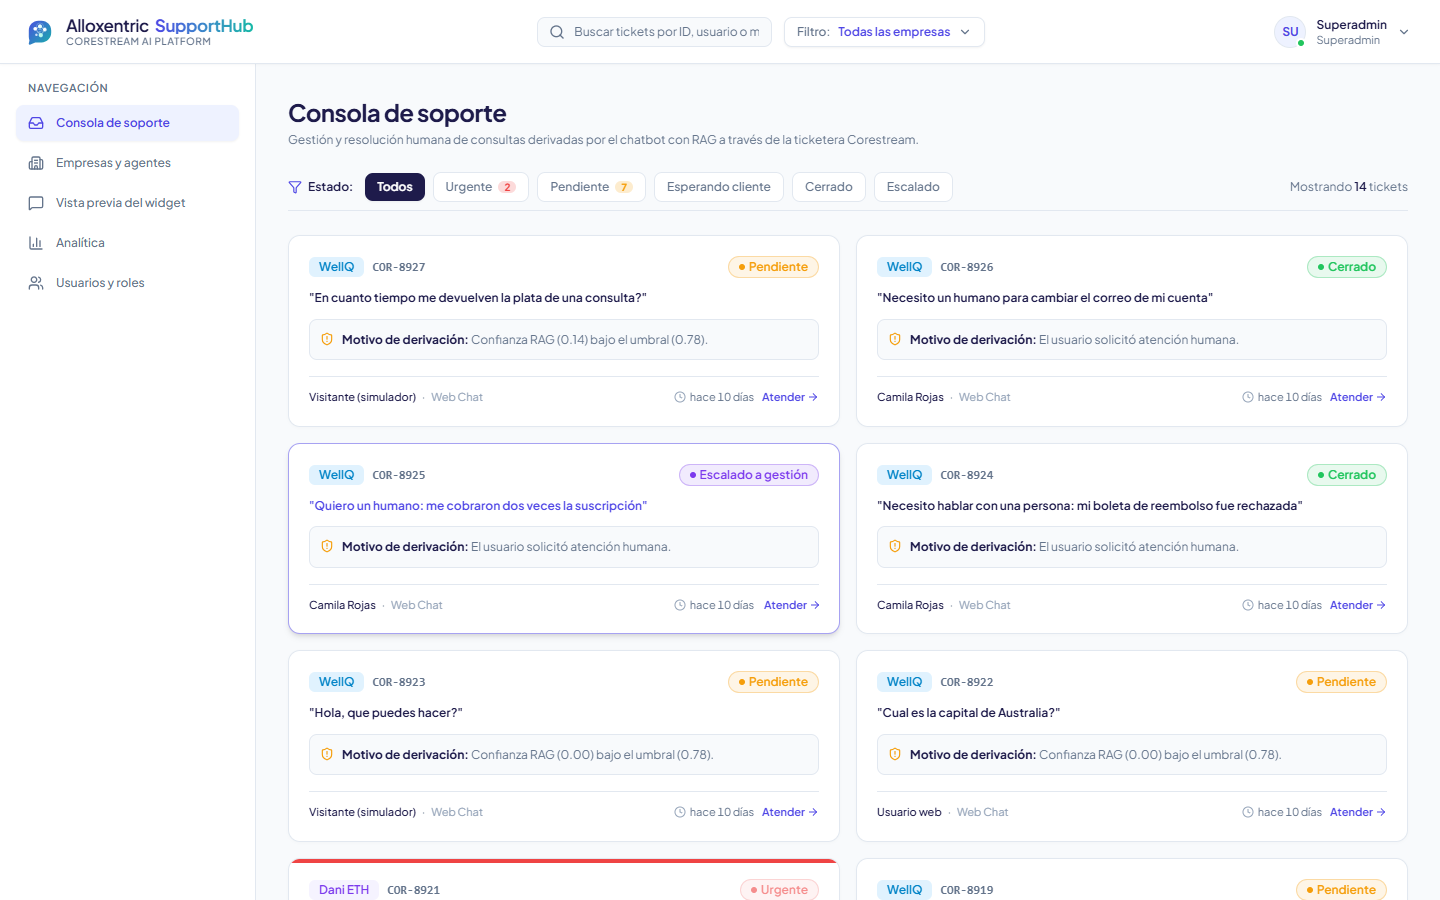 Alloxentric SupportHub
CORESTREAM AI PLATFORM
Buscar tickets por ID, usuario o m
Filtro: Todas las empresas
SU
Superadmin
Superadmin
NAVEGACIÓN
Consola de soporte
Empresas y agentes
Vista previa del widget
Analítica
Usuarios y roles
Consola de soporte
Gestión y resolución humana de consultas derivadas por el chatbot con RAG a través de la ticketera Corestream.
Estado: Todos Urgente 2 Pendiente 7 Esperando cliente Cerrado Escalado
Mostrando 14 tickets
WellQ COR-8927 Pendiente
"En cuanto tiempo me devuelven la plata de una consulta?"
Motivo de derivación: Confianza RAG (0.14) bajo el umbral (0.78).
Visitante (simulador) · Web Chat hace 10 días Atender →
WellQ COR-8926 Cerrado
"Necesito un humano para cambiar el correo de mi cuenta"
Motivo de derivación: El usuario solicitó atención humana.
Camila Rojas · Web Chat hace 10 días Atender →
WellQ COR-8925 Escalado a gestión
"Quiero un humano: me cobraron dos veces la suscripción"
Motivo de derivación: El usuario solicitó atención humana.
Camila Rojas · Web Chat hace 10 días Atender →
WellQ COR-8924 Cerrado
"Necesito hablar con una persona: mi boleta de reembolso fue rechazada"
Motivo de derivación: El usuario solicitó atención humana.
Camila Rojas · Web Chat hace 10 días Atender →
WellQ COR-8923 Pendiente
"Hola, que puedes hacer?"
Motivo de derivación: Confianza RAG (0.00) bajo el umbral (0.78).
Visitante (simulador) · Web Chat hace 10 días Atender →
WellQ COR-8922 Pendiente
"Cual es la capital de Australia?"
Motivo de derivación: Confianza RAG (0.00) bajo el umbral (0.78).
Usuario web · Web Chat hace 10 días Atender →
Dani ETH COR-8921 Urgente
WellQ COR-8919 Pendiente